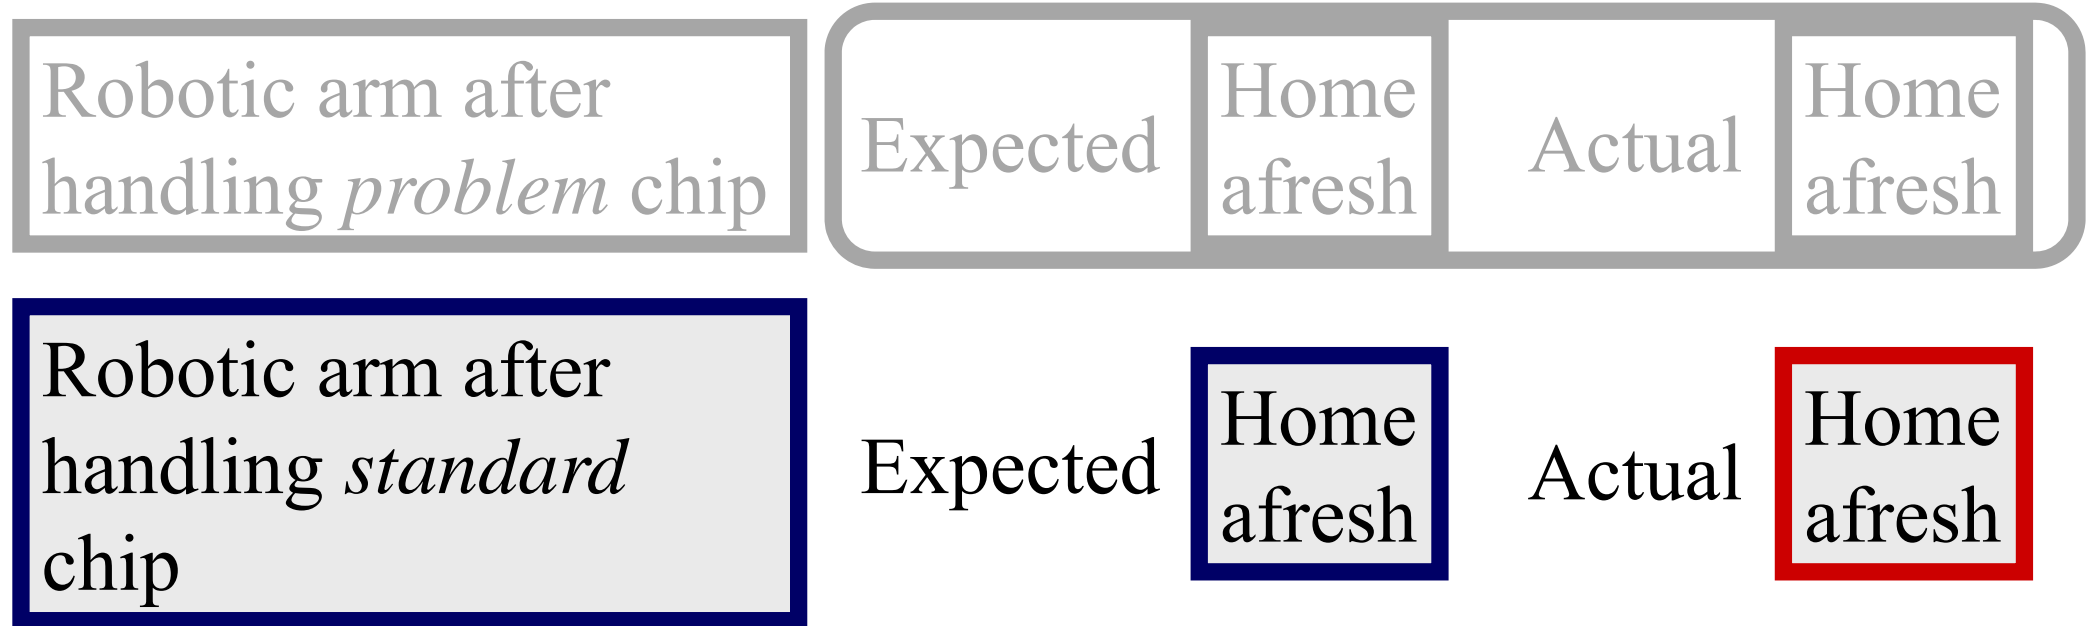 Robotic arm after
handling problem chip
Expected
Home
afresh
Actual
Home
afresh
Robotic arm after
handling standard
chip
Expected
Home
afresh
Actual
Home
afresh